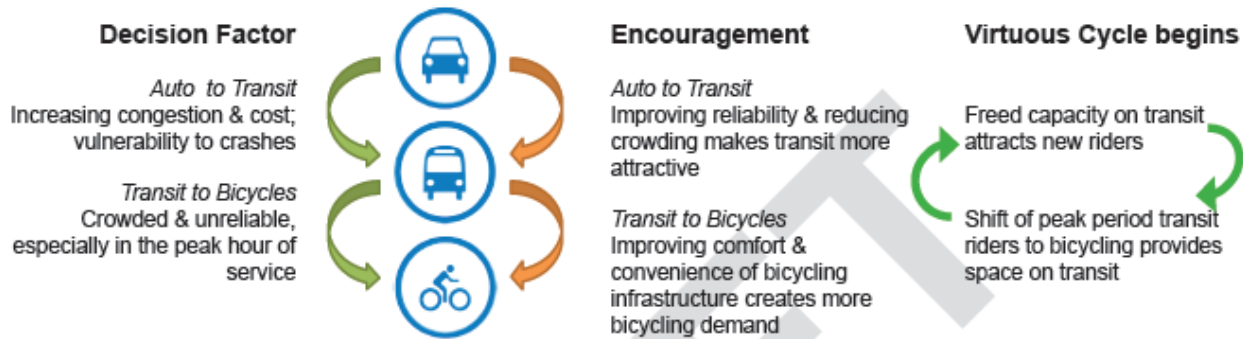 Decision Factor
Auto to Transit
Increasing congestion & cost;
vulnerability to crashes
Transit to Bicycles
Crowded & unreliable,
especially in the peak hour of
service
Encouragement
Auto to Transit
Improving reliability & reducing
crowding makes transit more
attractive
Transit to Bicycles
Improving comfort &
convenience of bicycling
infrastructure creates more
bicycling demand
Virtuous Cycle begins
Freed capacity on transit
attracts new riders
Shift of peak period transit
riders to bicycling provides
space on transit